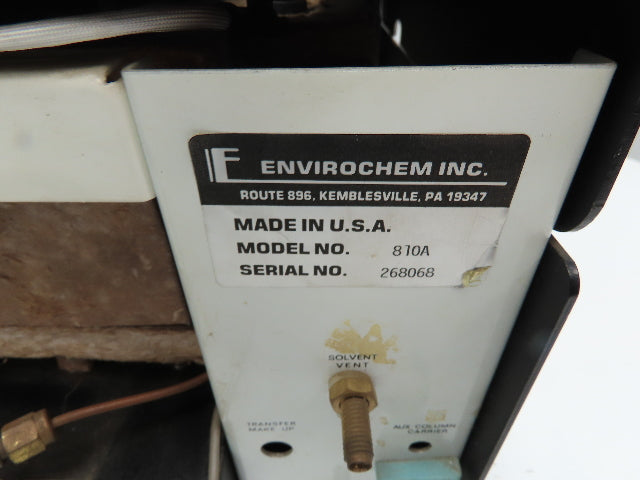 ENVIROCHEM INC.
ROUTE 896, KEMBLESVILLE, PA 19347
MADE IN U.S.A.
MODEL NO. 810A
SERIAL NO. 268068
SOLVENT
VENT
TRANSFER
MAKE UP
AUX COLUMN
CARRIER